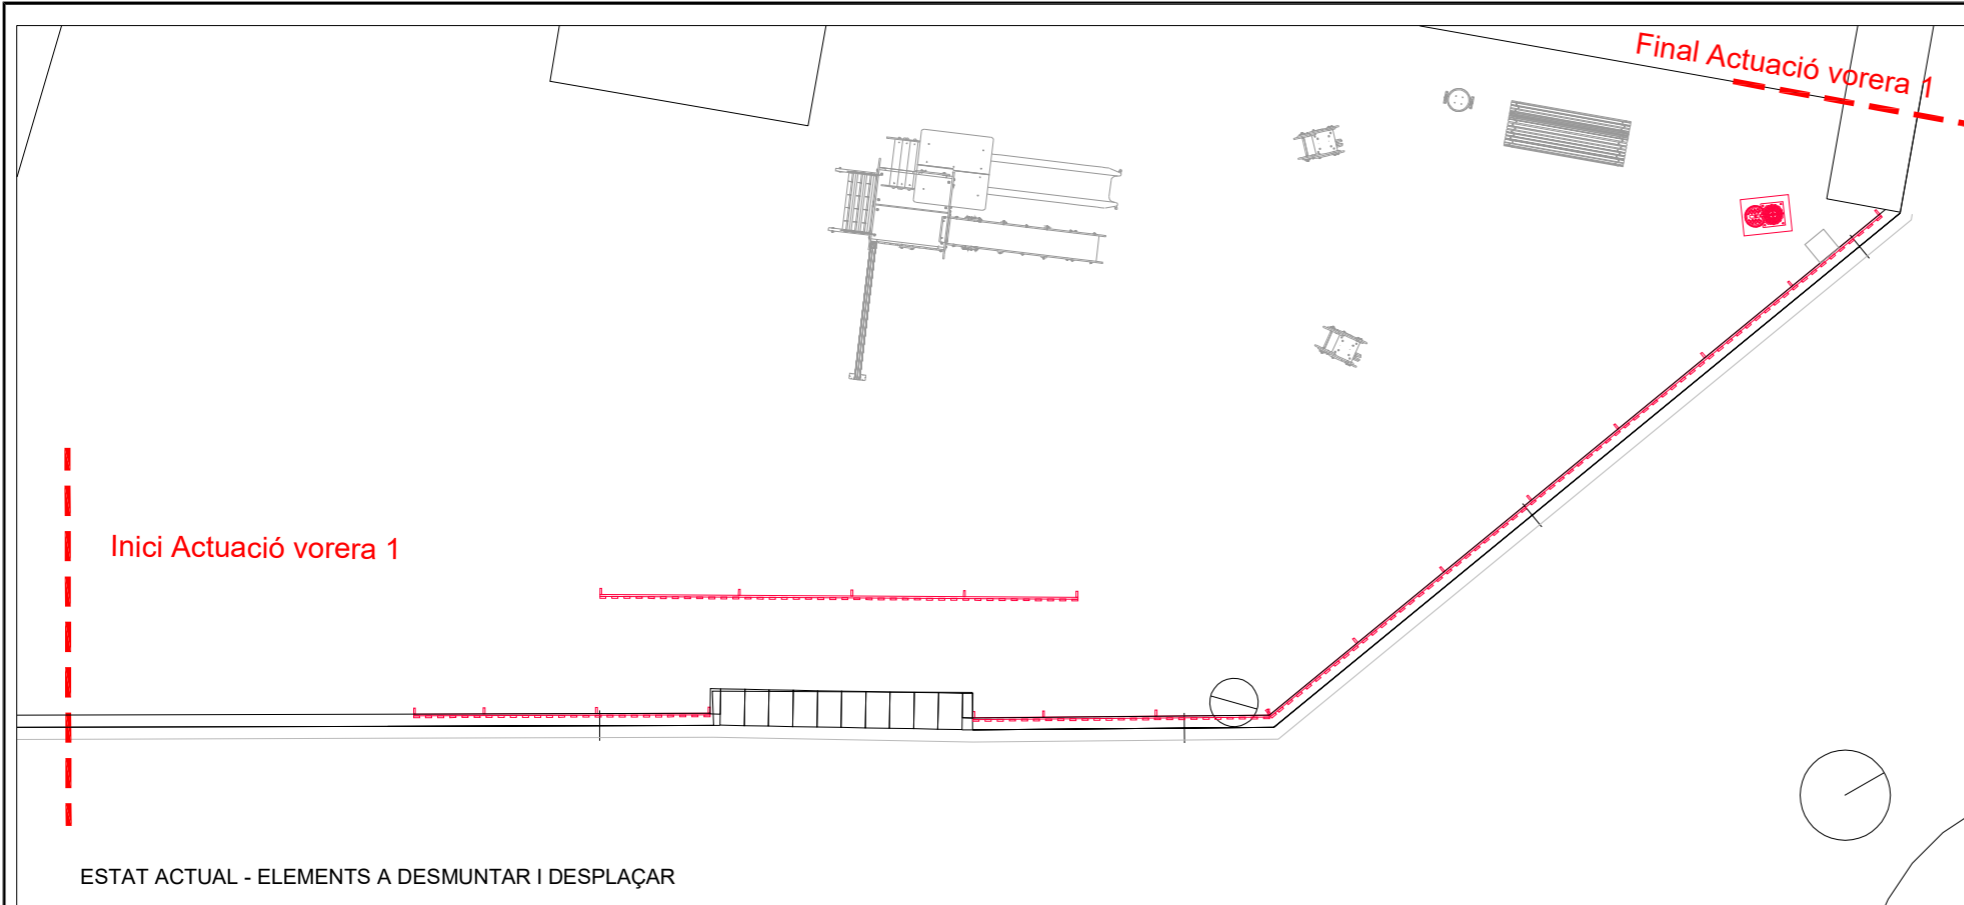 Final Actuació vorera 1
Inici Actuació vorera 1
ESTAT ACTUAL - ELEMENTS A DESMUNTAR I DESPLAÇAR